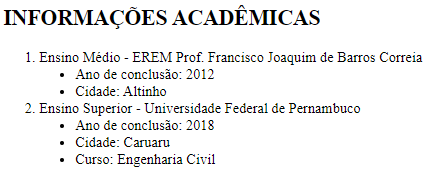 INFORMAÇÕES ACADÊMICAS
1. Ensino Médio - EREM Prof. Francisco Joaquim de Barros Correia
• Ano de conclusão: 2012
• Cidade: Altinho
2. Ensino Superior - Universidade Federal de Pernambuco
• Ano de conclusão: 2018
• Cidade: Caruaru
• Curso: Engenharia Civil